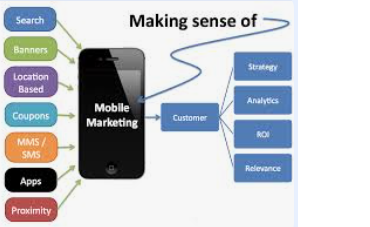 Making sense of
Search
Banners
Location
Based
Coupons
MMS /
SMS
Apps
Proximity
Mobile
Marketing
Customer
Strategy
Analytics
ROI
Relevance